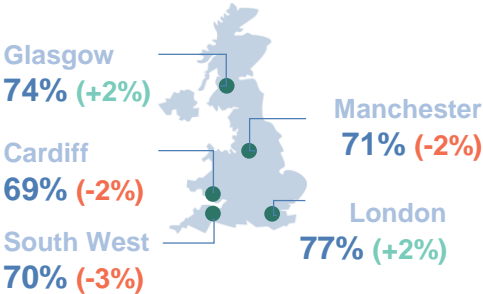 Glasgow
74% (+2%)
Manchester
71% (-2%)
Cardiff
69% (-2%)
London
77% (+2%)
South West
70% (-3%)